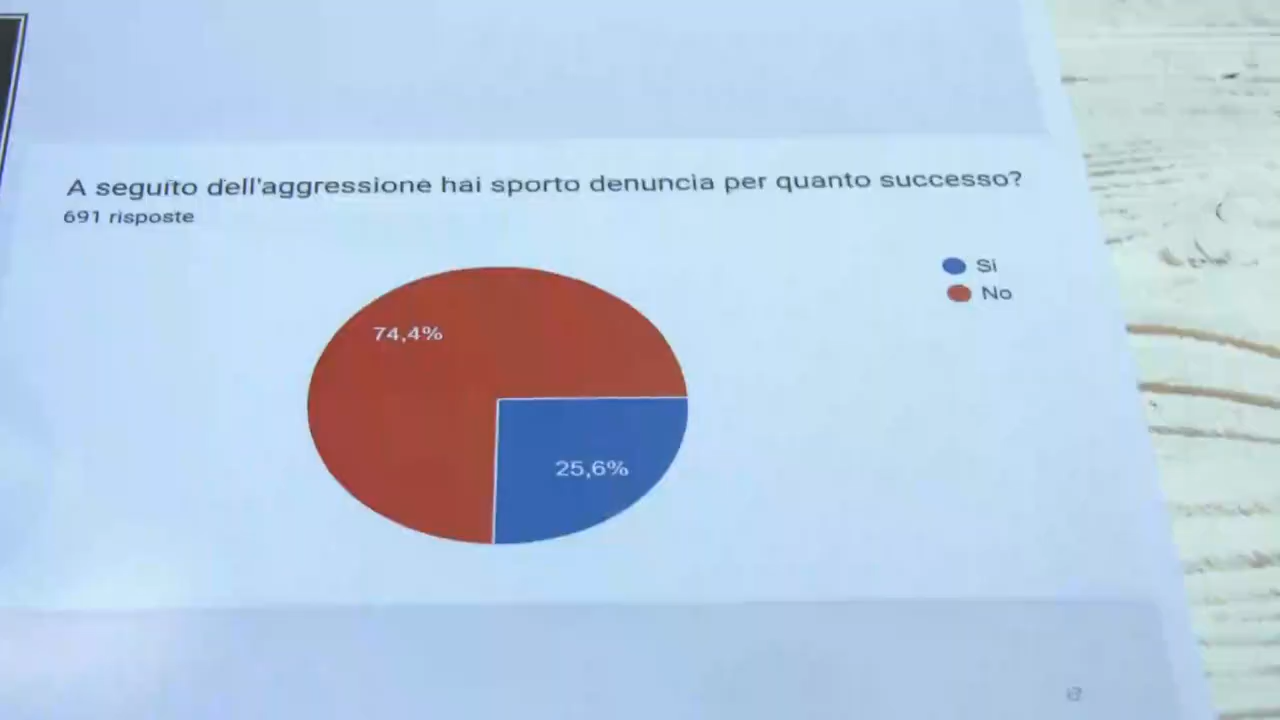 A seguito dell'aggressione hai sporto denuncia per quanto successo?
691 risposte
Sì
No
74,4%
25,6%